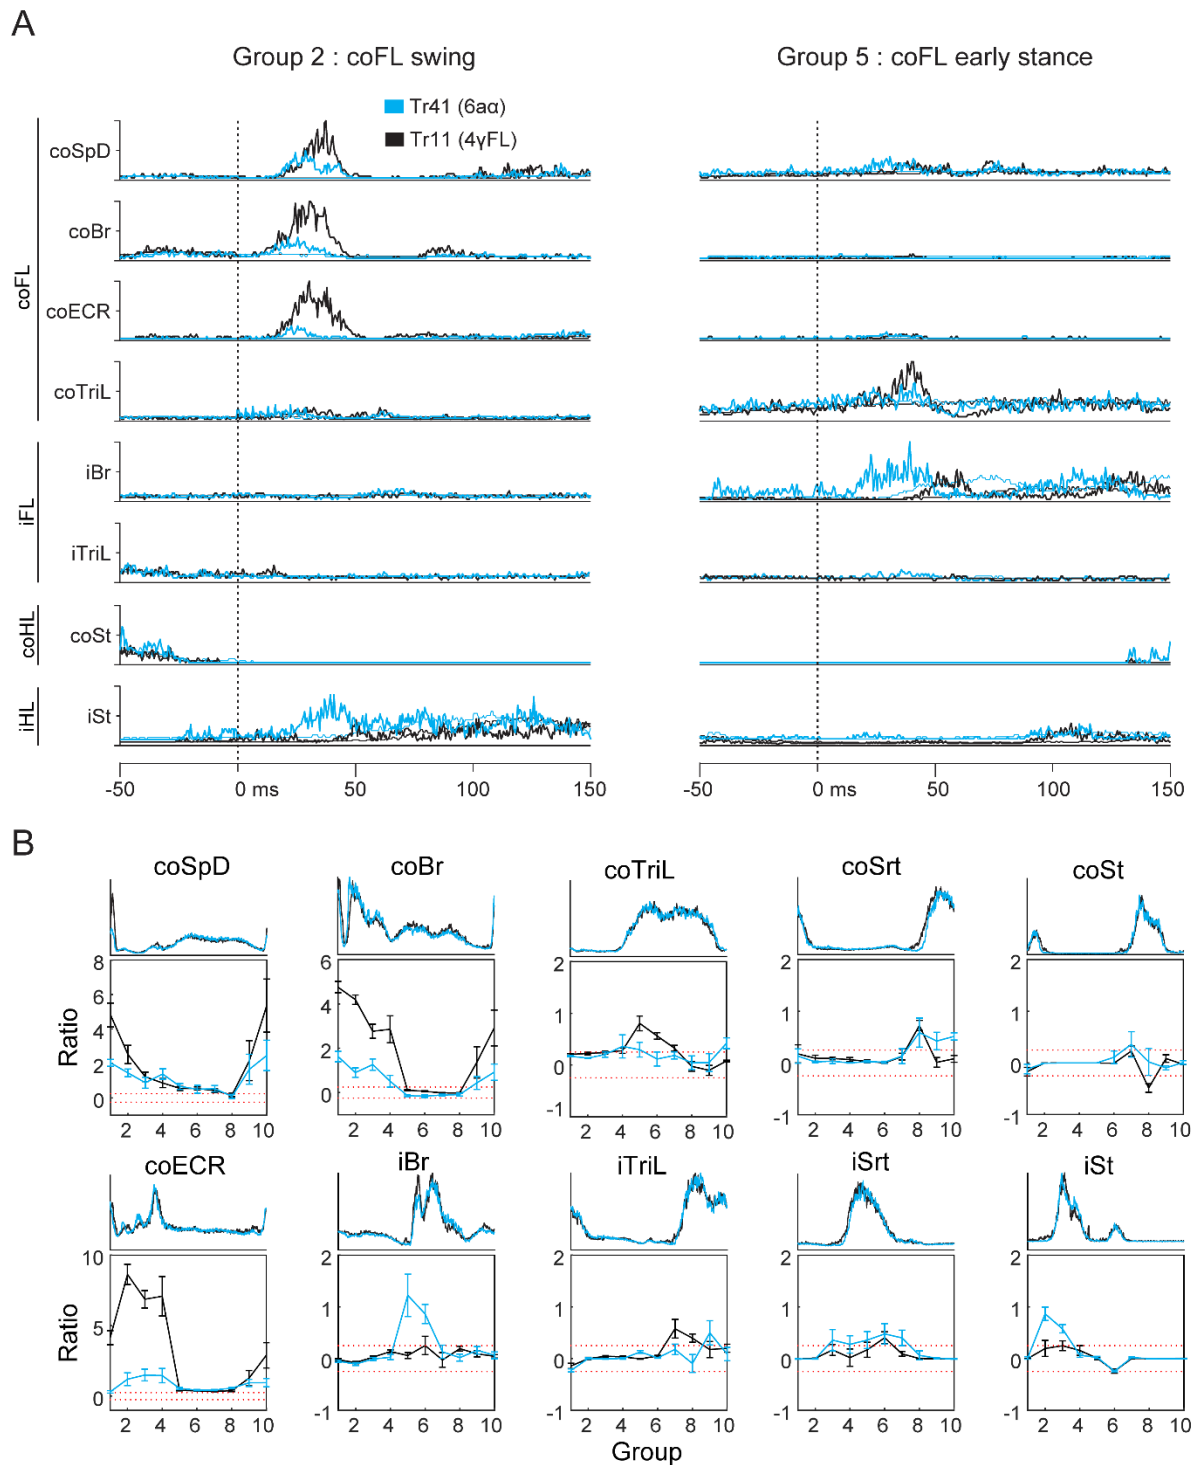 A
Group 2 : coFL swing
Group 5 : coFL early stance
Tr41 (6aα)
Tr11 (4γFL)
coFL
coSpD
coBr
coECR
coTriL
iFL
iBr
iTriL
coHL
coSt
iHL
iSt
-50 0 ms 50 100 150
-50 0 ms 50 100 150
B
coSpD coBr coTriL coSrt coSt
Ratio
8
6
4
2
0
2 4 6 8 10
6
4
2
0
2 4 6 8 10
2
1
0
-1
2 4 6 8 10
2
1
0
-1
2 4 6 8 10
2
1
0
-1
2 4 6 8 10
coECR iBr iTriL iSrt iSt
Ratio
10
5
0
2 4 6 8 10
2
1
0
-1
2 4 6 8 10
2
1
0
-1
2 4 6 8 10
2
1
0
-1
2 4 6 8 10
2
1
0
-1
2 4 6 8 10
Group